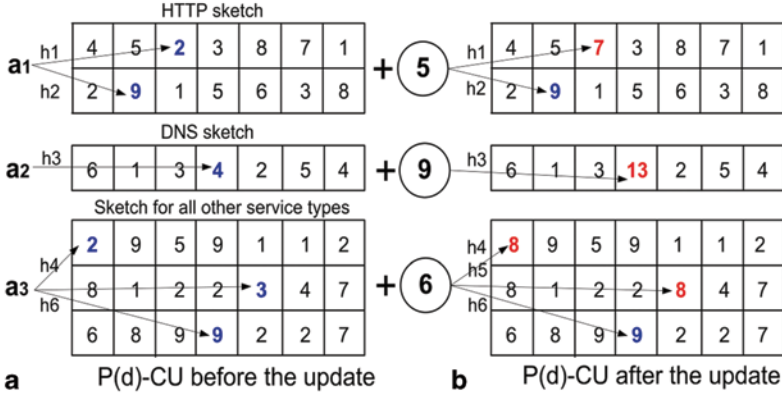 HTTP sketch
a1 h1 4 5 2 3 8 7 1 + 5 h1 4 5 7 3 8 7 1
h2 2 9 1 5 6 3 8 h2 2 9 1 5 6 3 8
DNS sketch
a2 h3 6 1 3 4 2 5 4 + 9 h3 6 1 3 13 2 5 4
Sketch for all other service types
2 9 5 9 1 1 2 h4 8 9 5 9 1 1 2
h4 h5
a3 8 1 2 2 3 4 7 + 6 8 1 2 2 8 4 7
h6 h6
6 8 9 9 2 2 7 6 8 9 9 2 2 7
a P(d)-CU before the update b P(d)-CU after the update